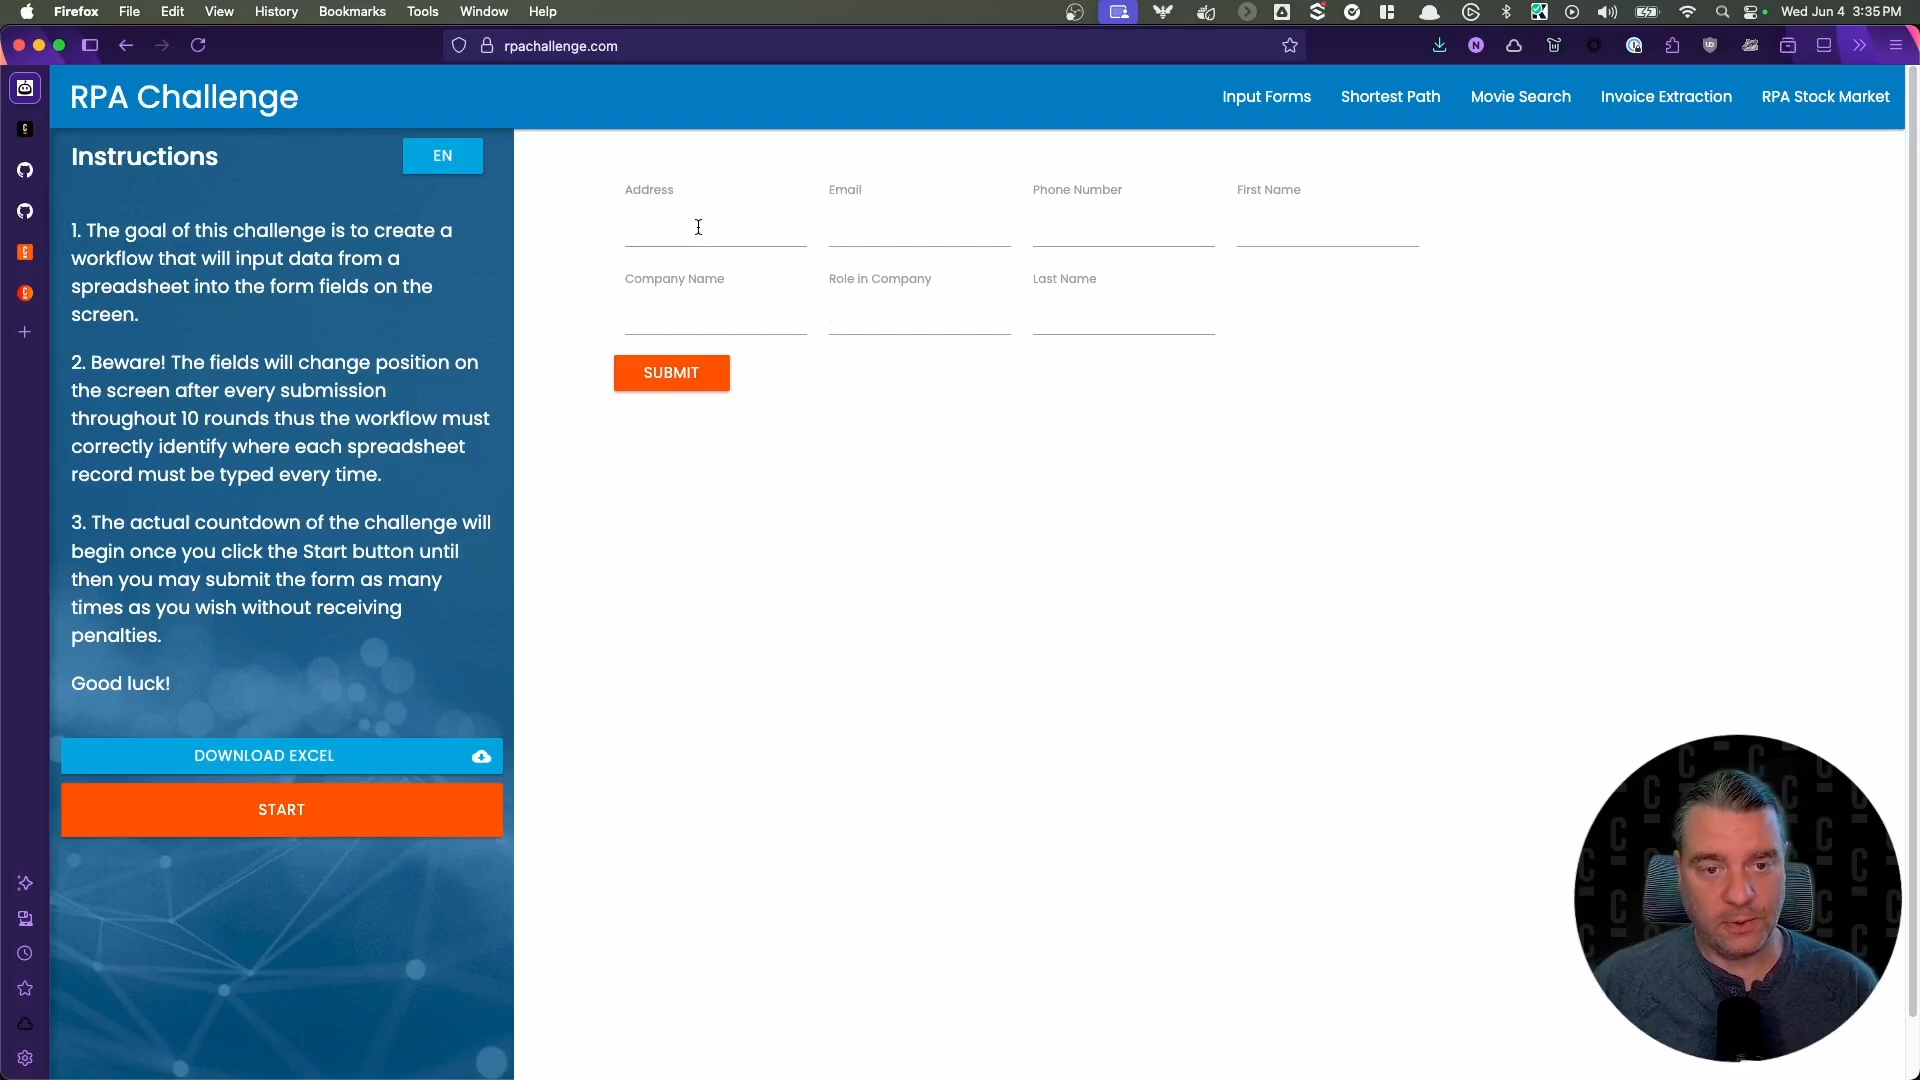 Firefox File Edit View History Bookmarks Tools Window Help
Wed Jun 4 3:35 PM
rpachallenge.com
RPA Challenge
Input Forms Shortest Path Movie Search Invoice Extraction RPA Stock Market
Instructions
EN
1. The goal of this challenge is to create a
workflow that will input data from a
spreadsheet into the form fields on the
screen.
2. Beware! The fields will change position on
the screen after every submission
throughout 10 rounds thus the workflow must
correctly identify where each spreadsheet
record must be typed every time.
3. The actual countdown of the challenge will
begin once you click the Start button until
then you may submit the form as many
times as you wish without receiving
penalties.
Good luck!
DOWNLOAD EXCEL
START
Address Email Phone Number First Name
Company Name Role in Company Last Name
SUBMIT